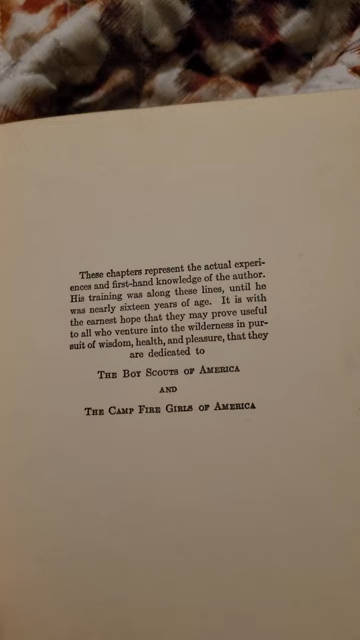 These chapters represent the actual experi-
ences and first-hand knowledge of the author.
His training was along these lines, until he
was nearly sixteen years of age. It is with
the earnest hope that they may prove useful
to all who venture into the wilderness in pur-
suit of wisdom, health, and pleasure, that they
are dedicated to
The Boy Scouts of America
and
The Camp Fire Girls of America